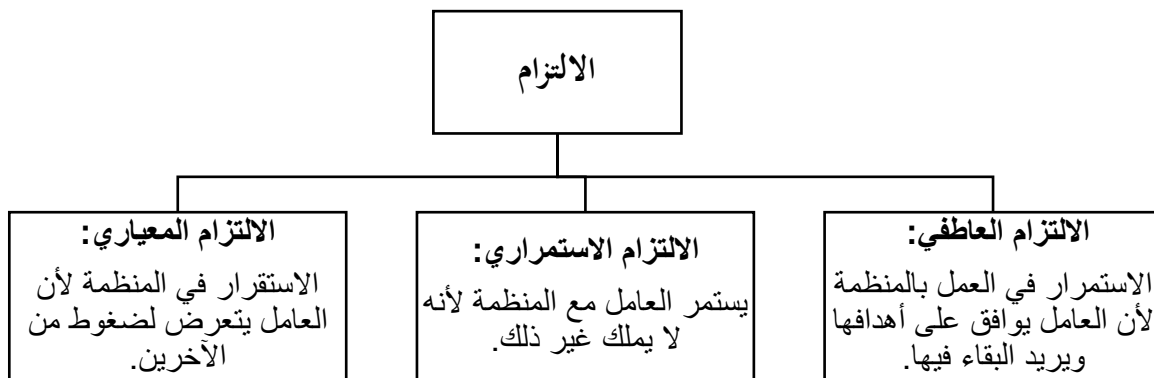 الالتزام
الالتزام العاطفي:
الاستمرار في العمل بالمنظمة
لأن العامل يوافق على أهدافها
ويريد البقاء فيها.
الالتزام الاستمراري:
يستمر العامل مع المنظمة لأنه
لا يملك غير ذلك.
الالتزام المعياري:
الاستقرار في المنظمة لأن
العامل يتعرض لضغوط من
الآخرين.